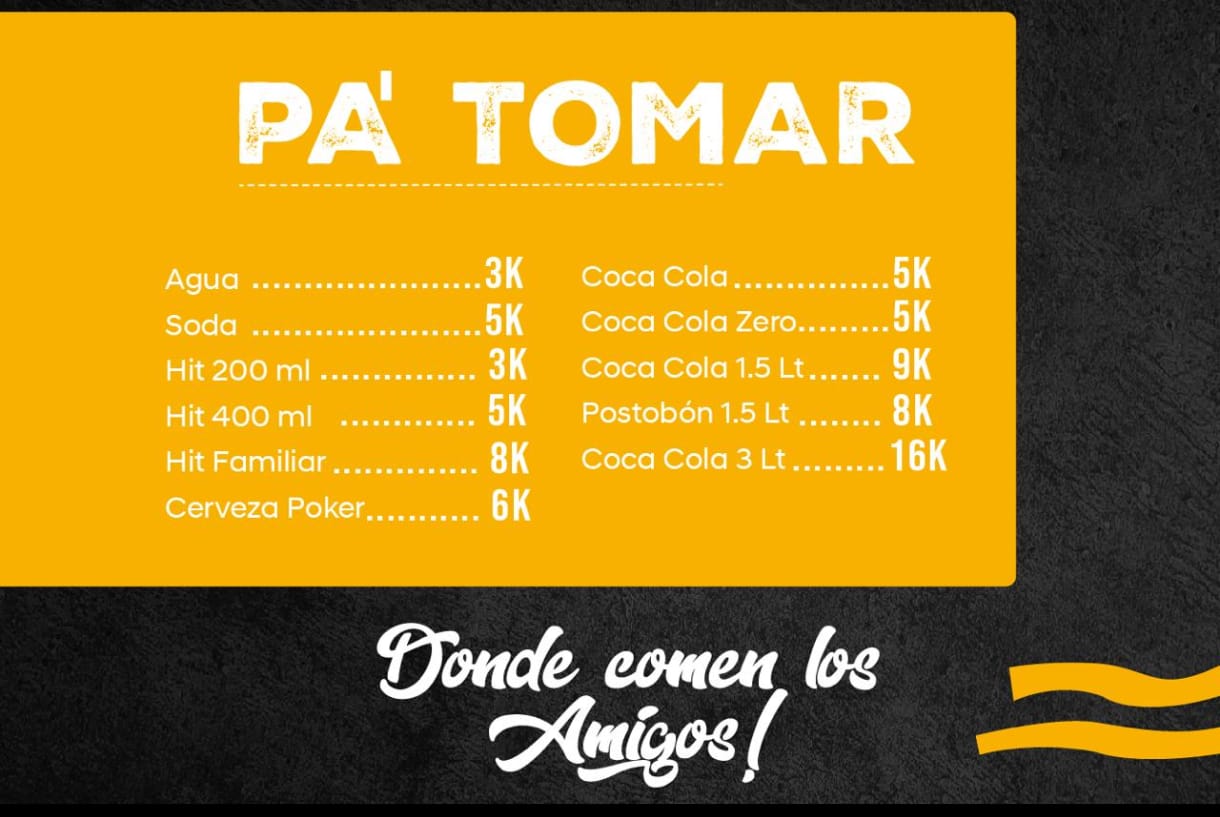 PA' TOMAR
Agua ......................3K
Soda ......................5K
Hit 200 ml ............... 3K
Hit 400 ml ............. 5K
Hit Familiar .............. 8K
Cerveza Poker........... 6K
Coca Cola ...............5K
Coca Cola Zero.........5K
Coca Cola 1.5 Lt....... 9K
Postobón 1.5 Lt ........ 8K
Coca Cola 3 Lt .........16K
Donde comen los
Amigos!